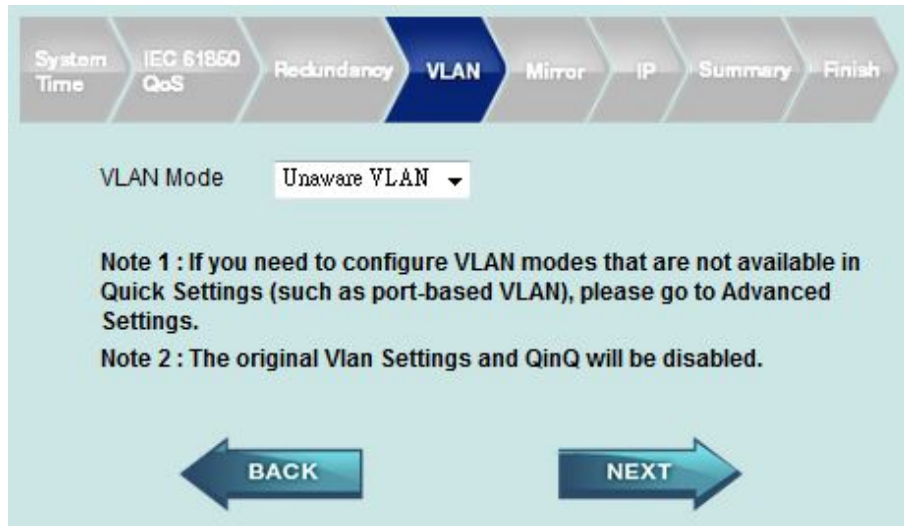 System Time
IEC 61850 QoS
Redundancy
VLAN
Mirror
IP
Summary
Finish
VLAN Mode
Unaware VLAN
Note 1 : If you need to configure VLAN modes that are not available in
Quick Settings (such as port-based VLAN), please go to Advanced
Settings.
Note 2 : The original Vlan Settings and QinQ will be disabled.
BACK
NEXT